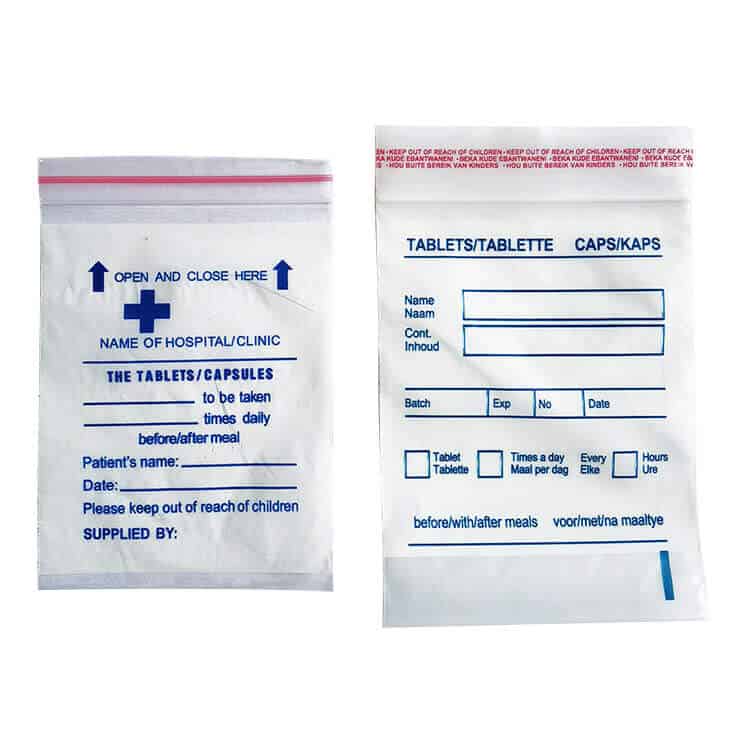 OPEN AND CLOSE HERE
NAME OF HOSPITAL/CLINIC
THE TABLETS/CAPSULES
to be taken
times daily
before/after meal
Patient's name:
Date:
Please keep out of reach of children
SUPPLIED BY:
EN • KEEP OUT OF REACH OF CHILDREN • KEEP OUT OF REACH OF CHILDREN • KEEP OUT OF REACH
KA KUDE EBANTWANENI • BEKA KUDE EBANTWANENI • BEKA KUDE EBANTWANENI • BEKA KUDE
• HOU BUITE BEREIK VAN KINDERS • HOU BUITE BEREIK VAN KINDERS • HOU BUITE BEREIK VA
TABLETS/TABLETTE CAPS/KAPS
Name
Naam
Cont.
Inhoud
Batch Exp No Date
Tablet Times a day Every Hours
Tablette Maal per dag Elke Ure
before/with/after meals voor/met/na maaltye